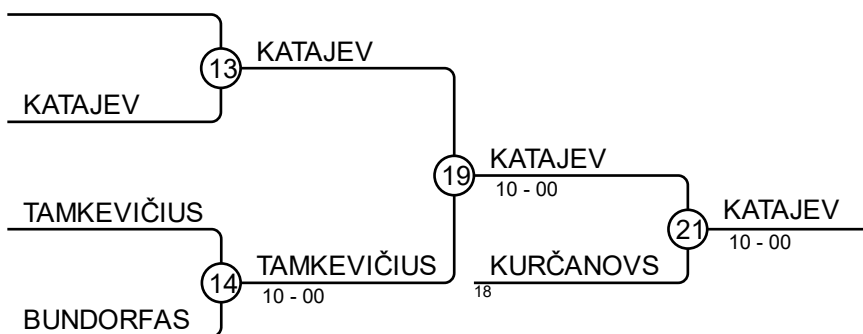 13
KATAJEV
KATAJEV
19
KATAJEV
10 - 00
TAMKEVIČIUS
21
KATAJEV
10 - 00
14
TAMKEVIČIUS
10 - 00
KURČANOVS
18
BUNDORFAS